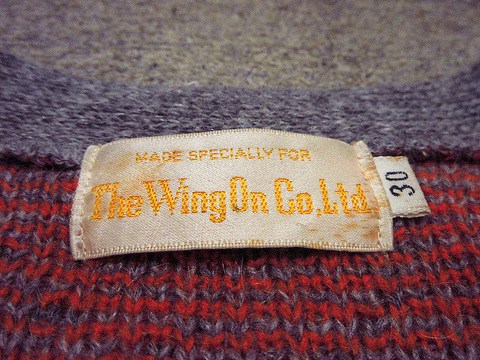 MADE SPECIALLY FOR
The Wing On Co., Ltd.
30